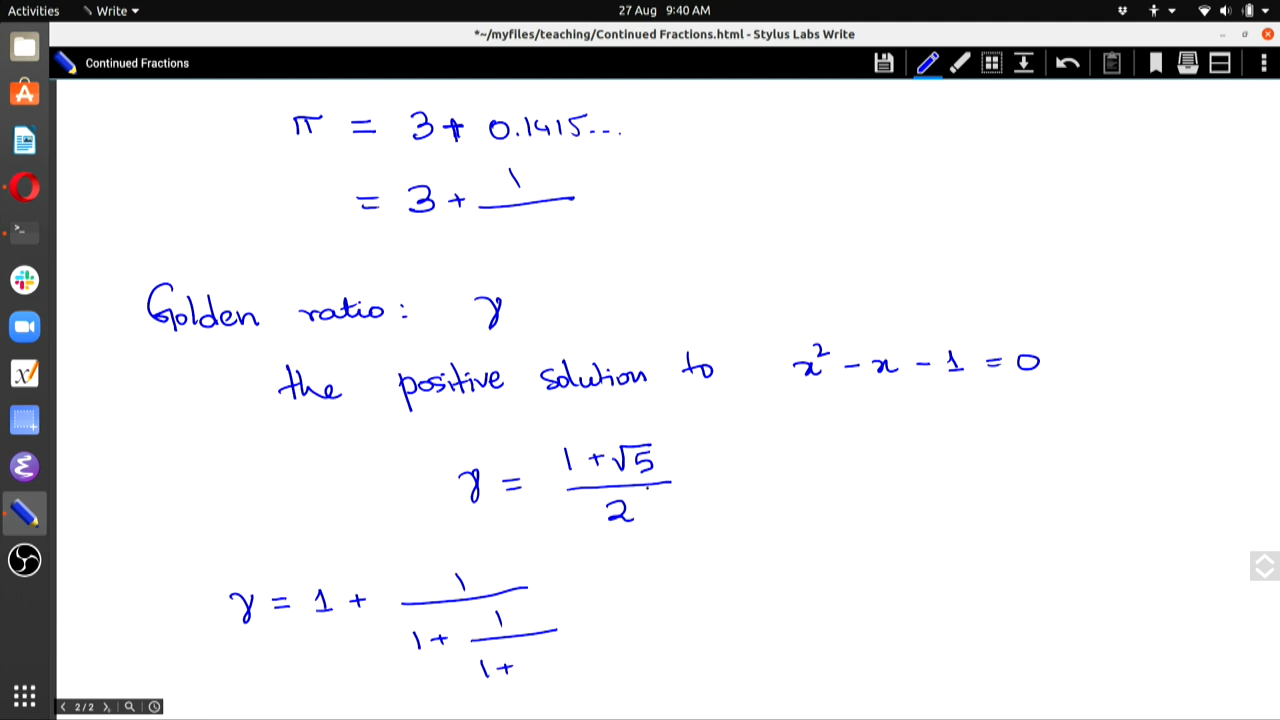 Activities Write 27 Aug 9:40 AM
*~/myfiles/teaching/Continued Fractions.html - Stylus Labs Write
Continued Fractions
π = 3 + 0.1415...
= 3 + 1/
Golden ratio: γ
the positive solution to x² - x - 1 = 0
γ = (1 + √5)/2
γ = 1 + 1/(1 + 1/(1 +
2/2